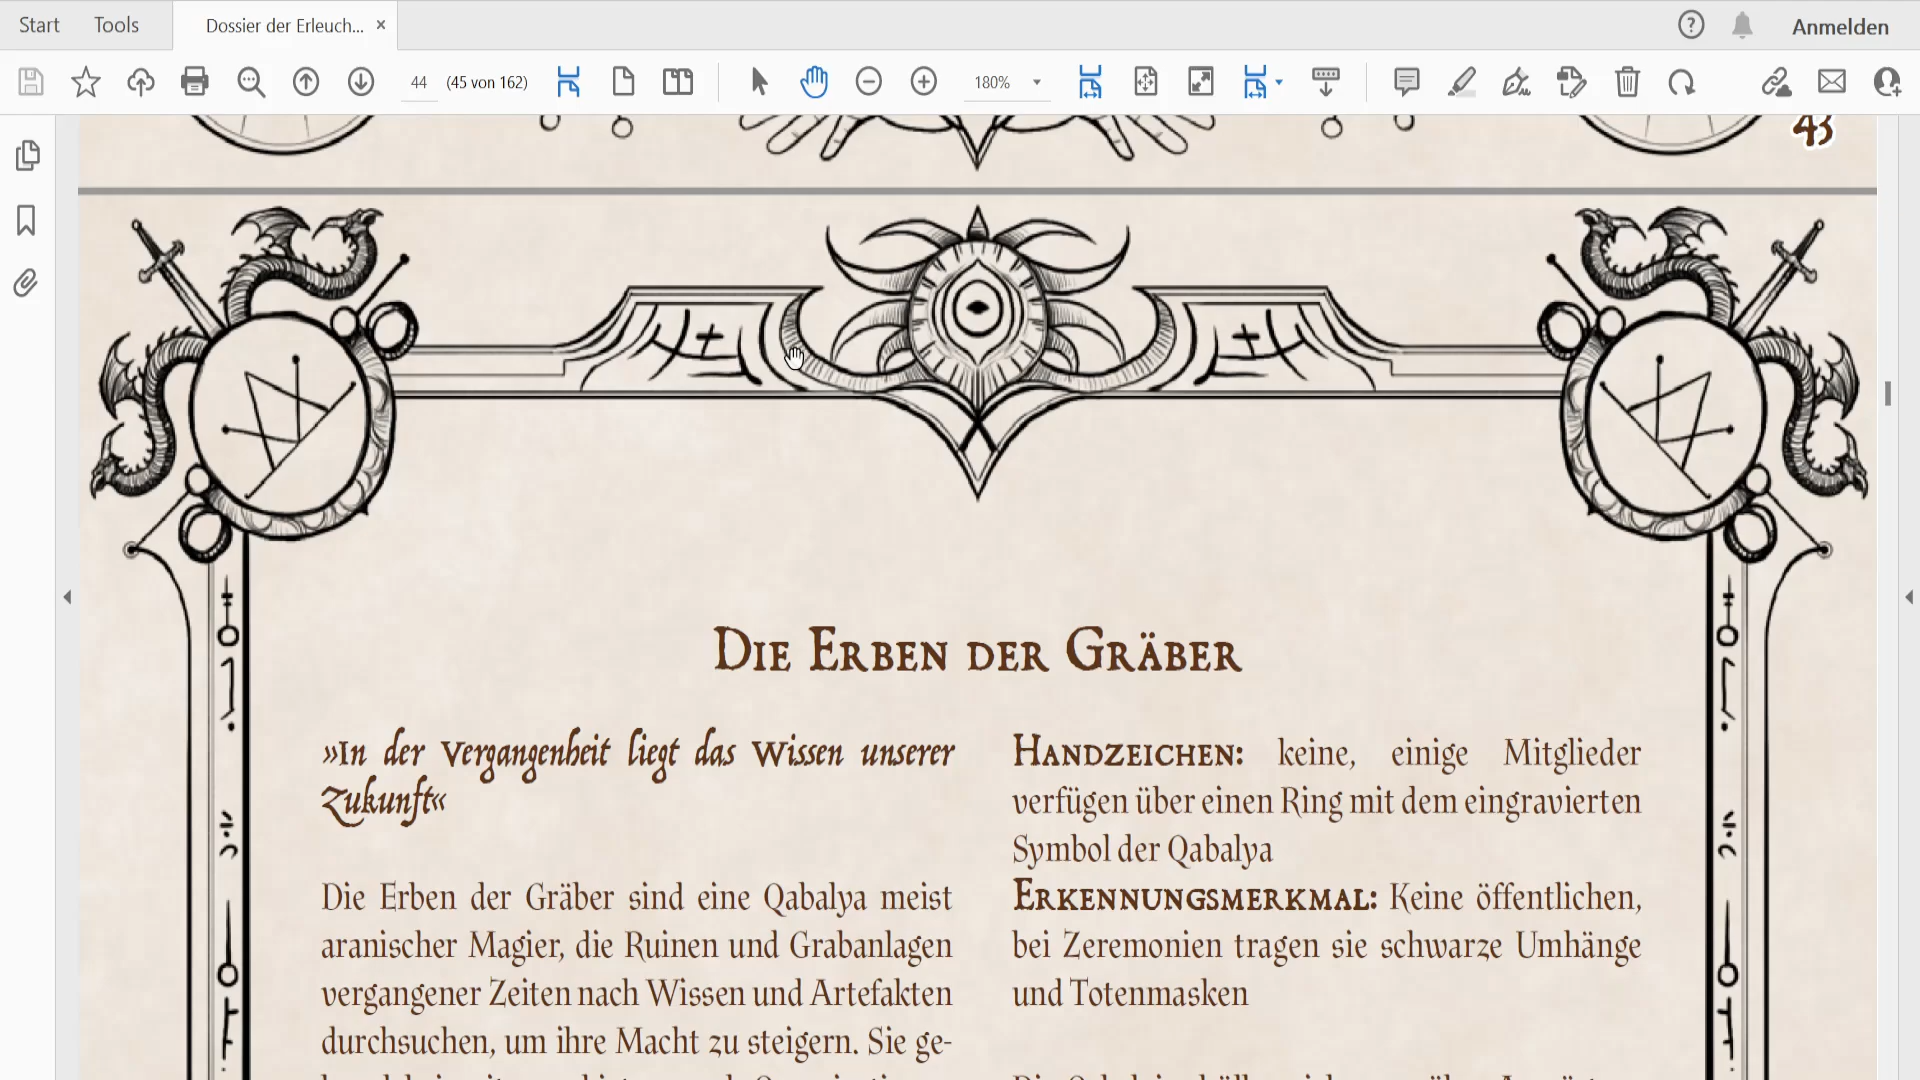 Start Tools Dossier der Erleuch... × Anmelden
44 (45 von 162) 180%
43
Die Erben der Gräber
»In der Vergangenheit liegt das Wissen unserer
Zukunft«
Die Erben der Gräber sind eine Qabalya meist
aranischer Magier, die Ruinen und Grabanlagen
vergangener Zeiten nach Wissen und Artefakten
durchsuchen, um ihre Macht zu steigern. Sie ge-
Handzeichen: keine, einige Mitglieder
verfügen über einen Ring mit dem eingravierten
Symbol der Qabalya
Erkennungsmerkmal: Keine öffentlichen,
bei Zeremonien tragen sie schwarze Umhänge
und Totenmasken